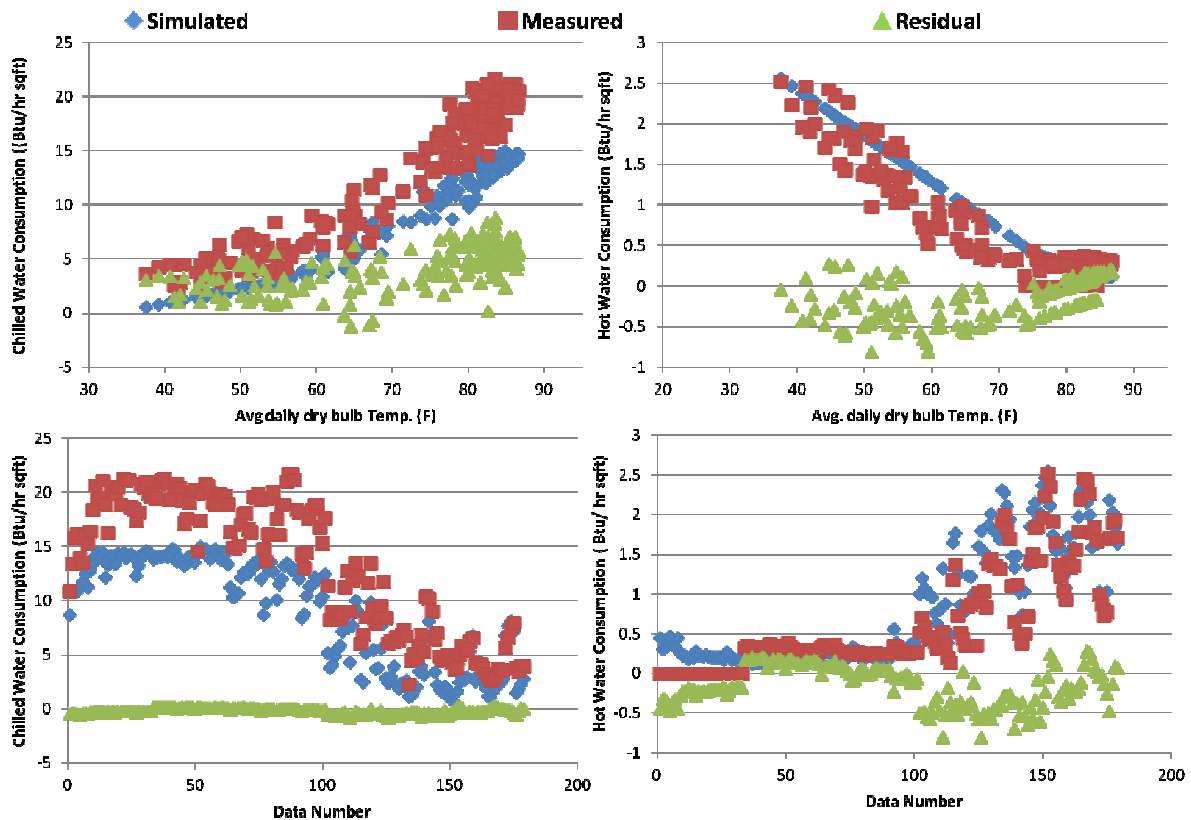 Simulated Measured Residual
Chilled Water Consumption ((Btu/hr sqft)
25
20
15
10
5
0
-5
30 40 50 60 70 80 90
Avg daily dry bulb Temp. (F)
Hot Water Consumption (Btu/hr sqft)
3
2.5
2
1.5
1
0.5
0
-0.5
-1
20 30 40 50 60 70 80 90
Avg. daily dry bulb Temp. (F)
Chilled Water Consumption (Btu/hr sqft)
25
20
15
10
5
0
-5
0 50 100 150 200
Data Number
Hot Water Consumption ( Btu/ hr sqft)
3
2.5
2
1.5
1
0.5
0
-0.5
-1
0 50 100 150 200
Data Number